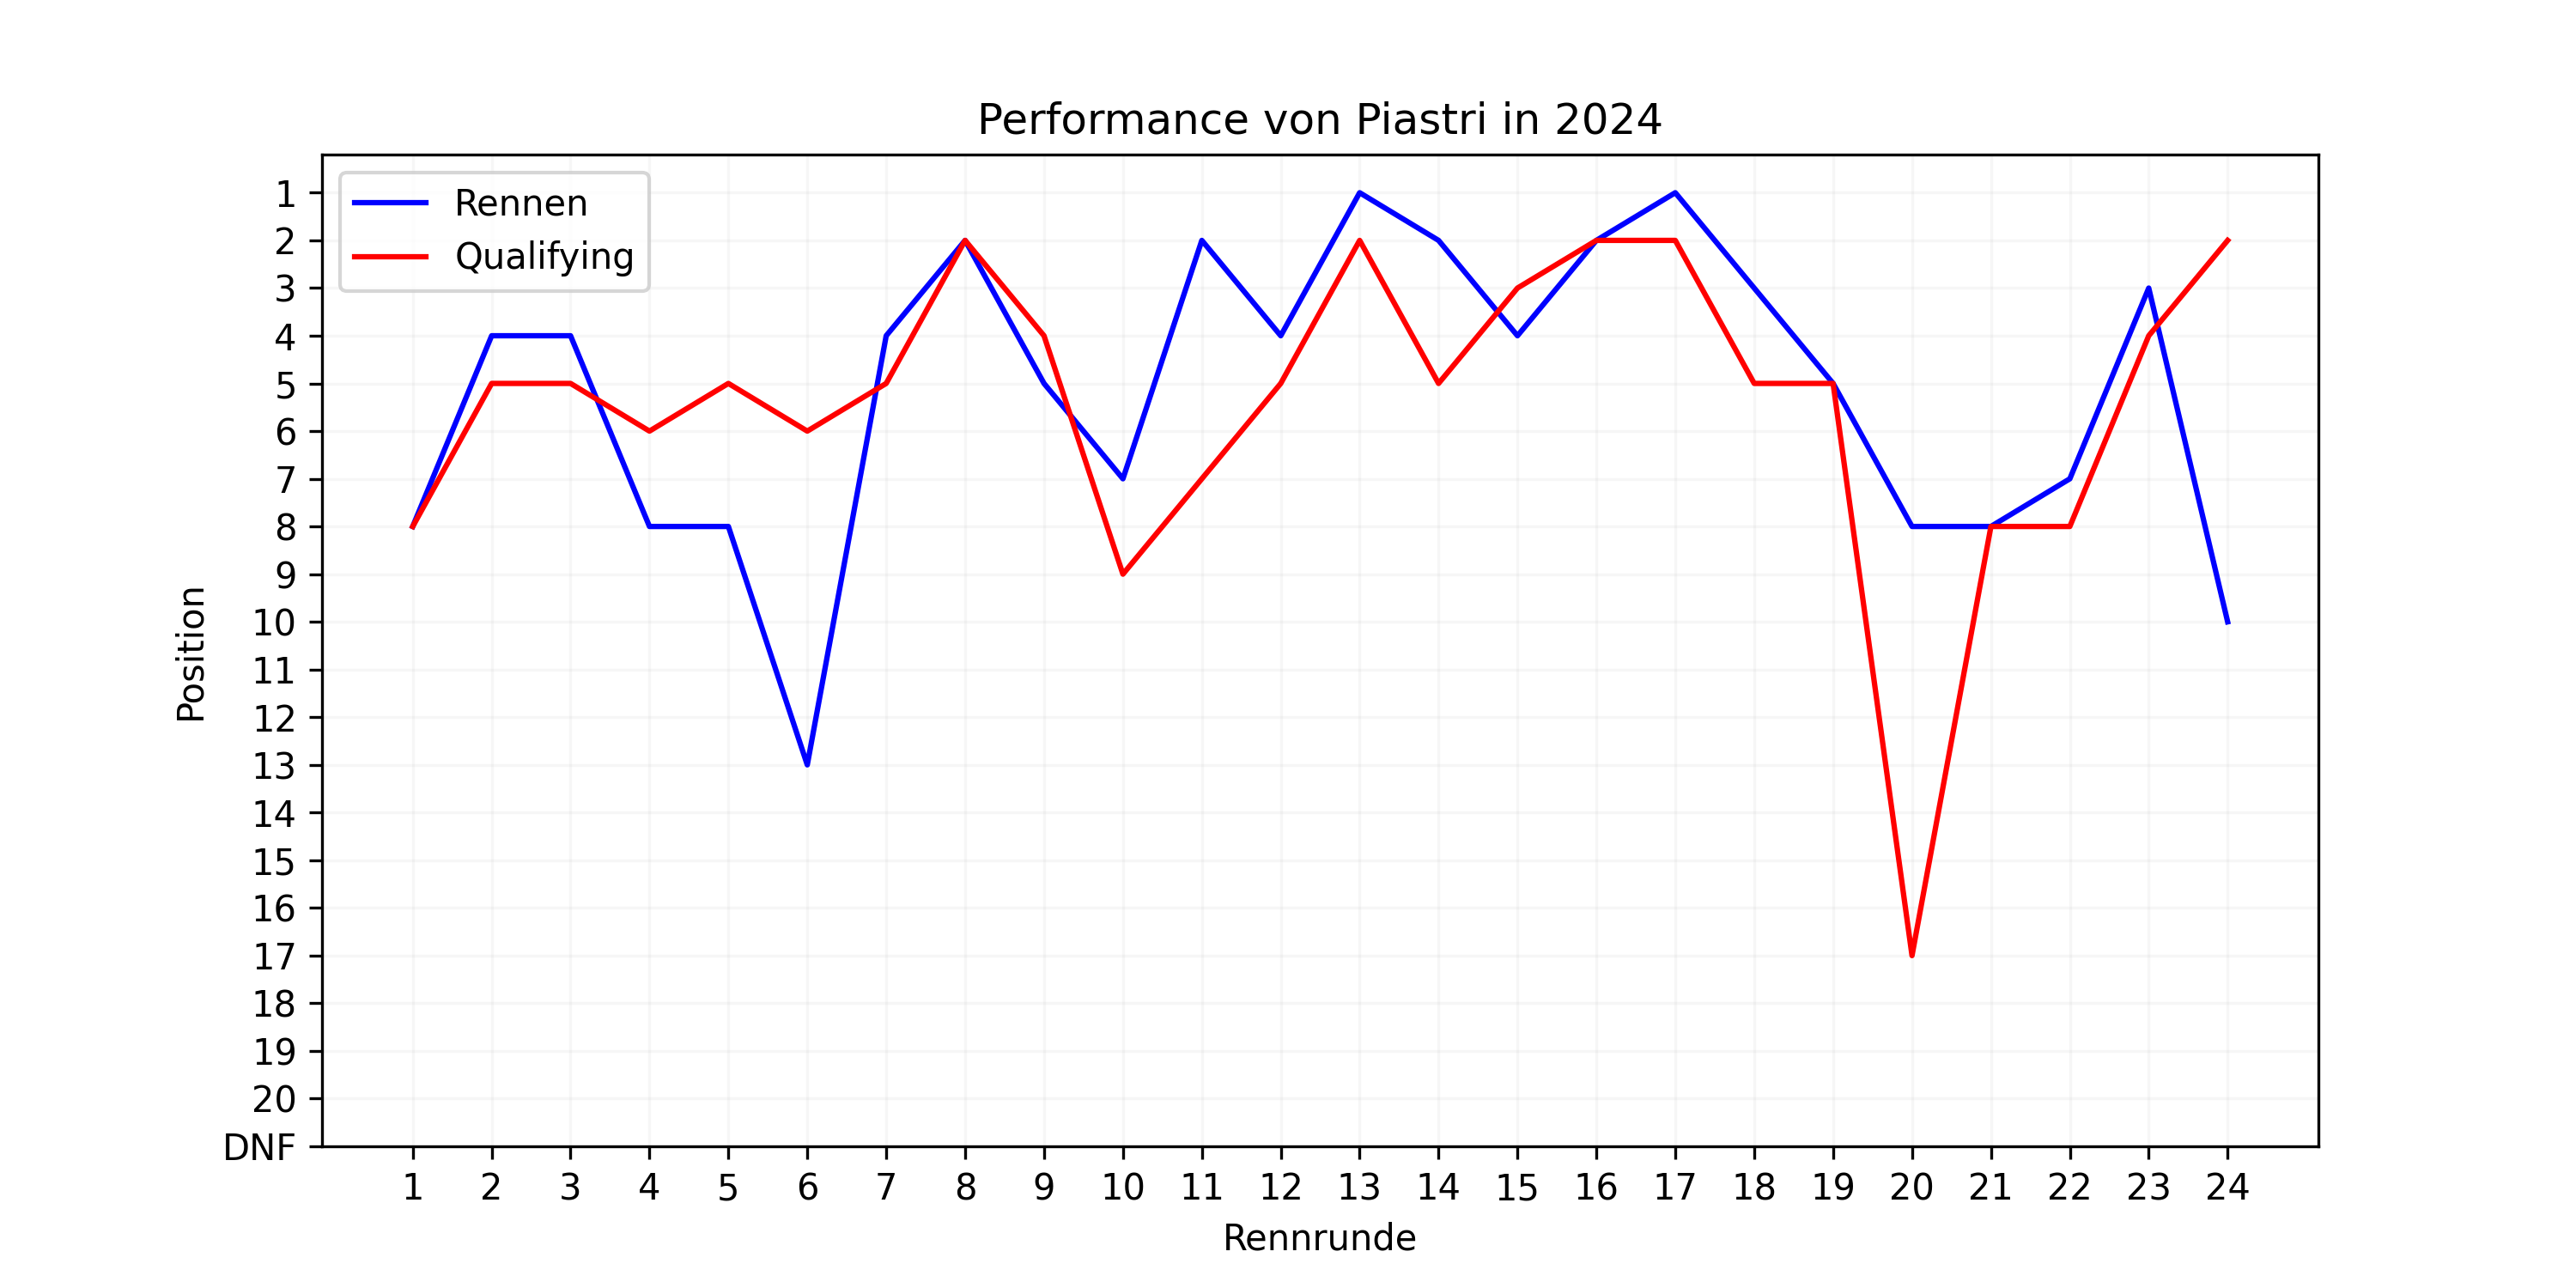 Performance von Piastri in 2024
Rennen
Qualifying
Position
1
2
3
4
5
6
7
8
9
10
11
12
13
14
15
16
17
18
19
20
DNF
1 2 3 4 5 6 7 8 9 10 11 12 13 14 15 16 17 18 19 20 21 22 23 24
Rennrunde